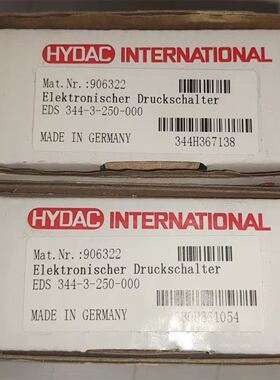 HYDAC INTERNATIONAL
Mat.Nr.:906322
Elektronischer Druckschalter
EDS 344-3-250-000
MADE IN GERMANY
344H367138
HYDAC INTERNATIONAL
Mat.Nr.:906322
Elektronischer Druckschalter
EDS 344-3-250-000
MADE IN GERMANY